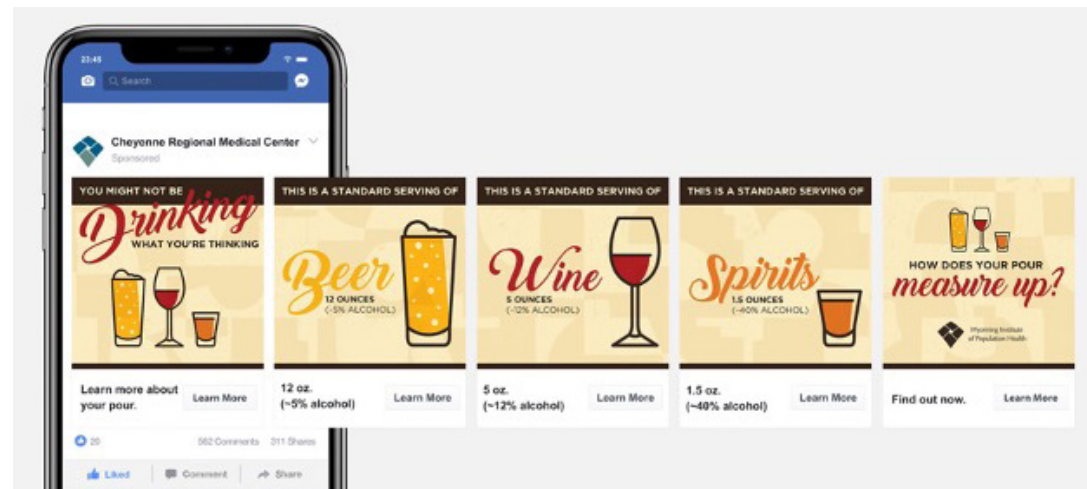 23:45
Search
Cheyenne Regional Medical Center
Sponsored
YOU MIGHT NOT BE
Drinking
WHAT YOU'RE THINKING
Learn more about
your pour.
Learn More
THIS IS A STANDARD SERVING OF
Beer
12 OUNCES
(~5% ALCOHOL)
12 oz.
(~5% alcohol)
Learn More
THIS IS A STANDARD SERVING OF
Wine
5 OUNCES
(~12% ALCOHOL)
5 oz.
(~12% alcohol)
Learn More
THIS IS A STANDARD SERVING OF
Spirits
1.5 OUNCES
(~40% ALCOHOL)
1.5 oz.
(~40% alcohol)
Learn More
HOW DOES YOUR POUR
measure up?
Wyoming Institute
of Population Health
Find out now.
Learn More
20
562 Comments 311 Shares
Liked Comment Share